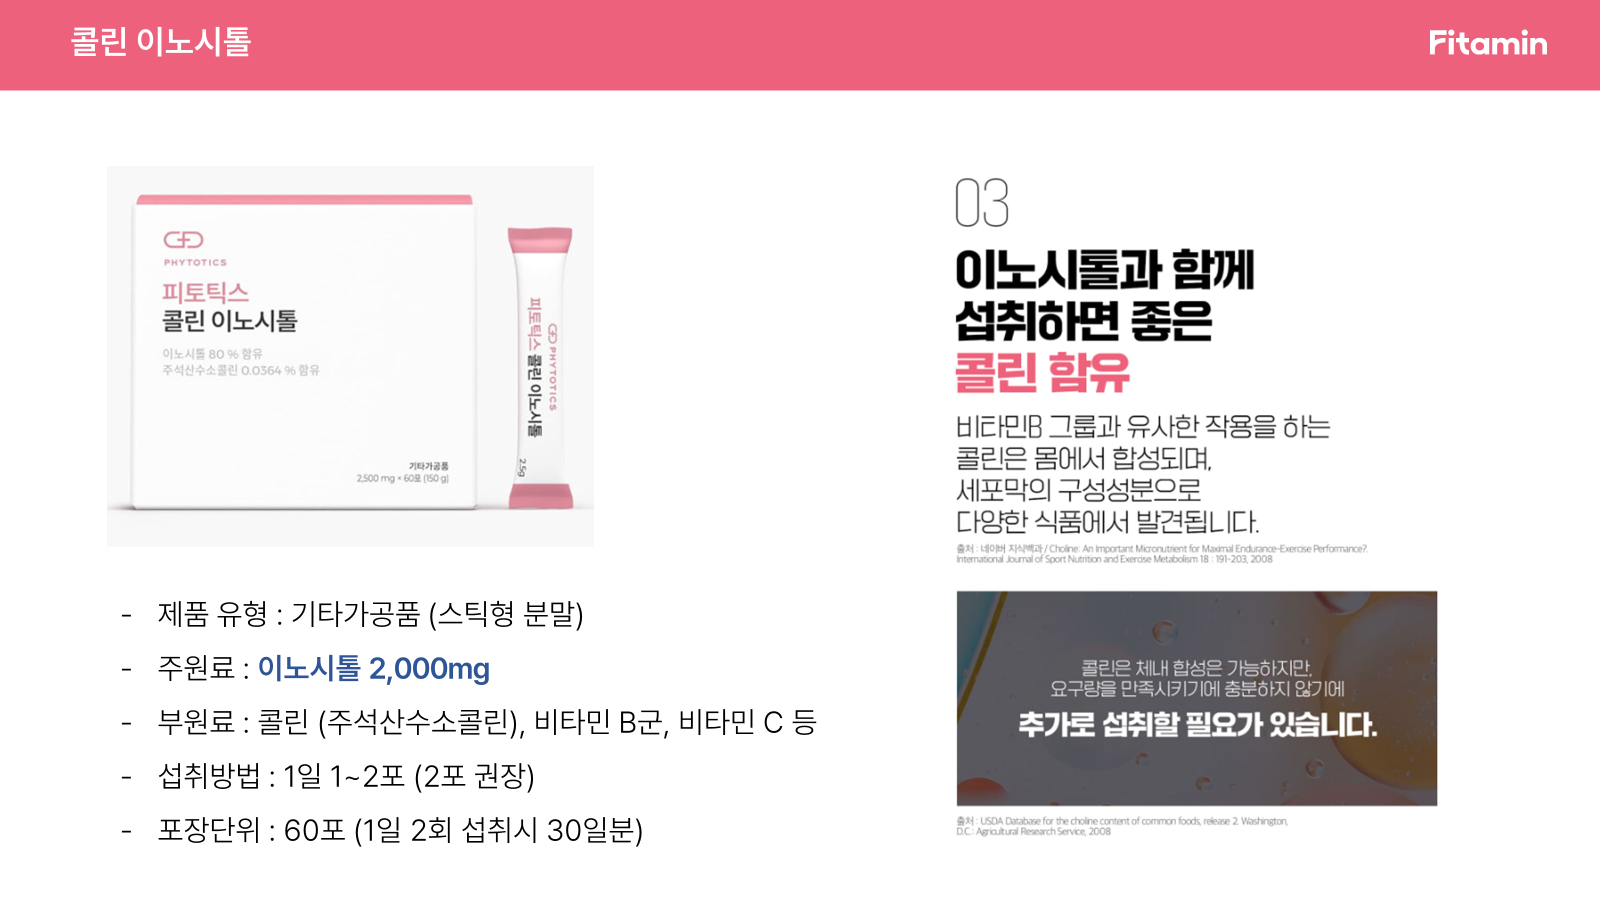 콜린 이노시톨
Fitamin
PHYTOTICS
피토틱스
콜린 이노시톨
이노시톨 80 % 함유
주석산수소콜린 0.0364 % 함유
기타가공품
2,500 mg × 60포 (150 g)
PHYTOTICS
피토틱스 콜린 이노시톨
2.5g
- 제품 유형 : 기타가공품 (스틱형 분말)
- 주원료 : 이노시톨 2,000mg
- 부원료 : 콜린 (주석산수소콜린), 비타민 B군, 비타민 C 등
- 섭취방법 : 1일 1~2포 (2포 권장)
- 포장단위 : 60포 (1일 2회 섭취시 30일분)
03
이노시톨과 함께
섭취하면 좋은
콜린 함유
비타민B 그룹과 유사한 작용을 하는
콜린은 몸에서 합성되며,
세포막의 구성성분으로
다양한 식품에서 발견됩니다.
출처 : 네이버 지식백과 / Choline: An Important Micronutrient for Maximal Endurance-Exercise Performance?.
International Journal of Sport Nutrition and Exercise Metabolism 18 : 191-203, 2008
콜린은 체내 합성은 가능하지만,
요구량을 만족시키기에 충분하지 않기에
추가로 섭취할 필요가 있습니다.
출처 : USDA Database for the choline content of common foods, release 2. Washington,
D.C.: Agricultural Research Service, 2008